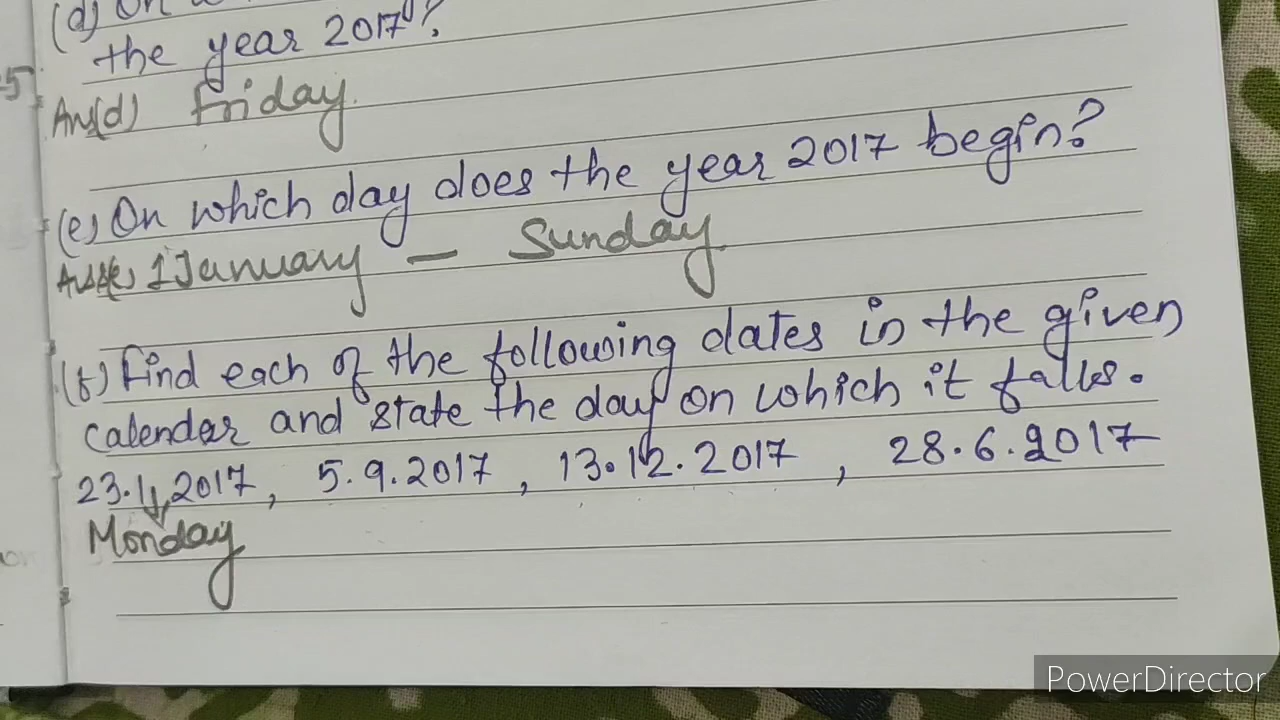 (d) On
the year 2017?
Ans(d) Friday.
(e) On which day does the year 2017 begin?
Ans(e) 1 January — Sunday.
(f) Find each of the following dates in the given
calendar and state the day on which it falls.
23.1.2017, 5.9.2017, 13.12.2017, 28.6.2017
Monday
PowerDirector